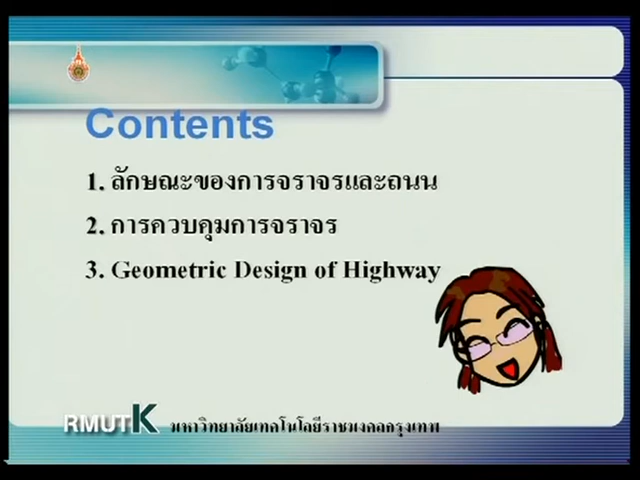 Contents
1. ลักษณะของการจราจรและถนน
2. การควบคุมการจราจร
3. Geometric Design of Highway
RMUTK มหาวิทยาลัยเทคโนโลยีราชมงคลกรุงเทพ